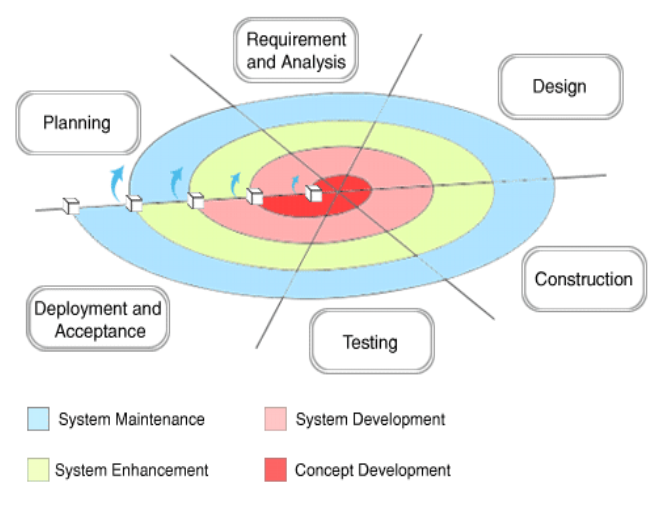 Requirement
and Analysis
Design
Planning
Construction
Deployment and
Acceptance
Testing
System Maintenance
System Development
System Enhancement
Concept Development